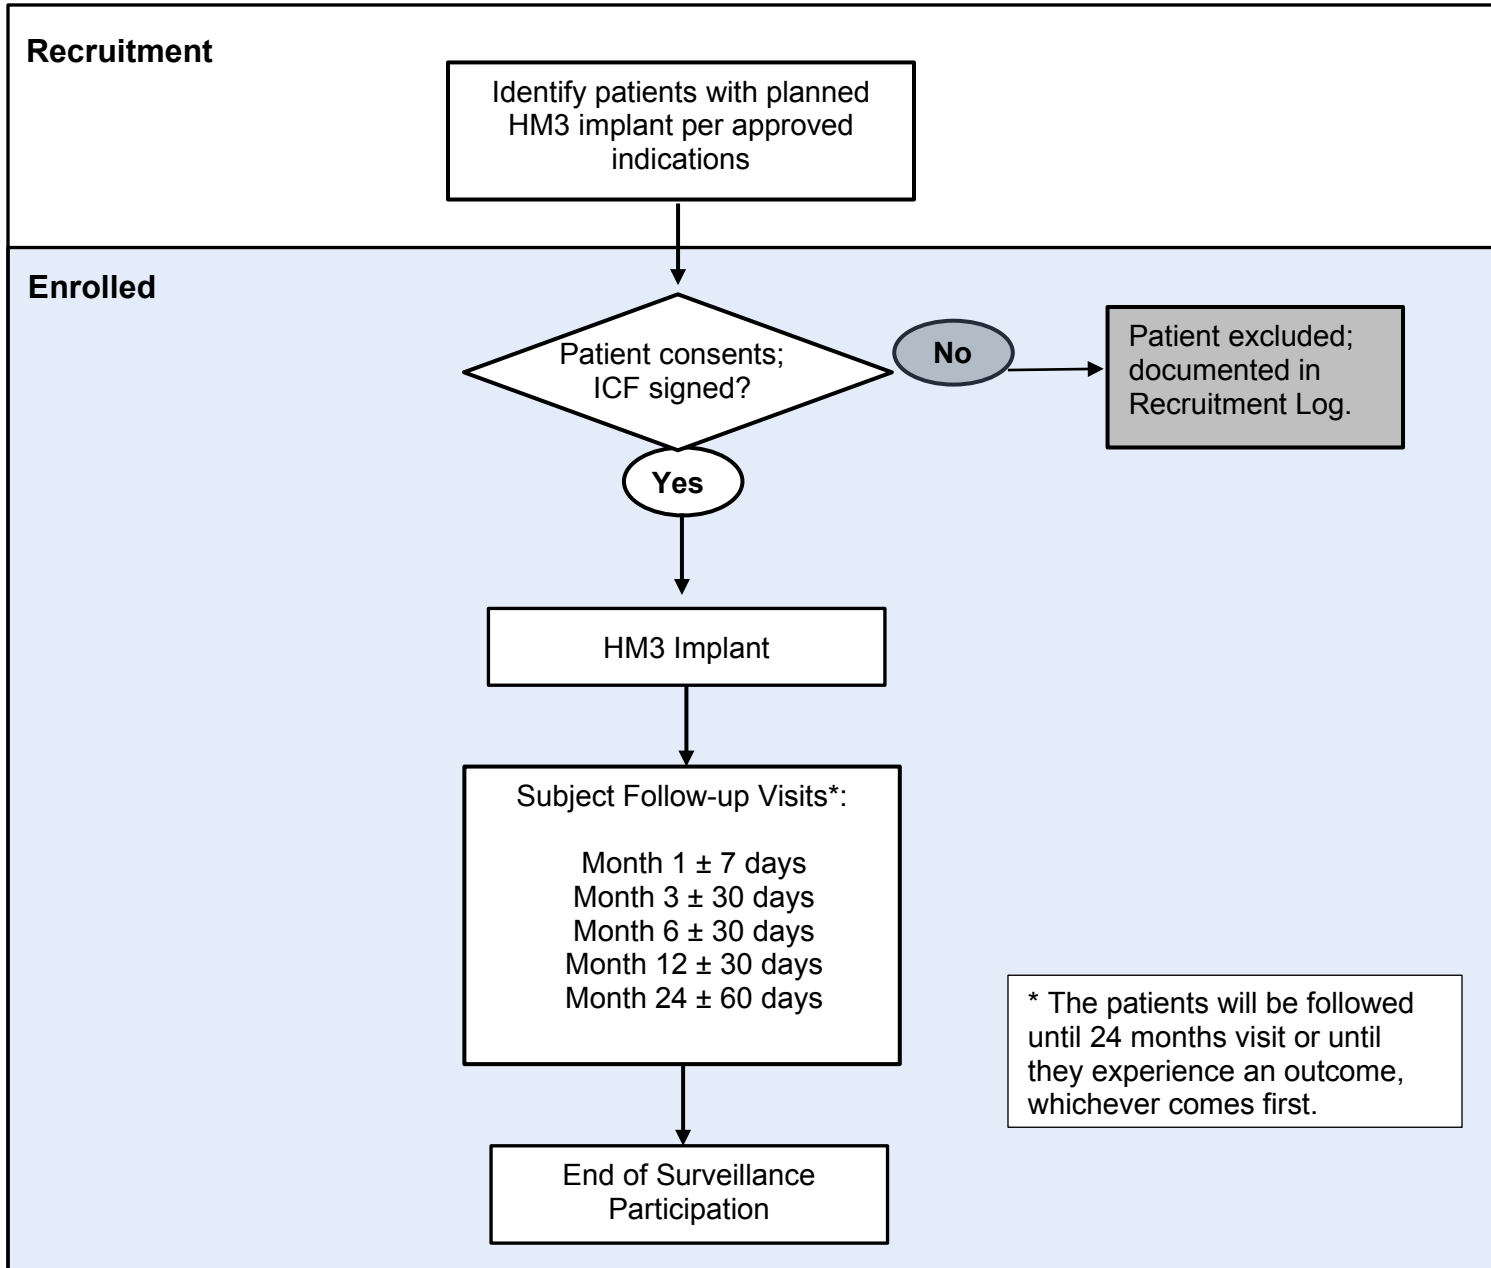 Recruitment
Identify patients with planned
HM3 implant per approved
indications
Enrolled
Patient consents;
ICF signed?
No
Patient excluded;
documented in
Recruitment Log.
Yes
HM3 Implant
Subject Follow-up Visits*:
Month 1 ± 7 days
Month 3 ± 30 days
Month 6 ± 30 days
Month 12 ± 30 days
Month 24 ± 60 days
* The patients will be followed
until 24 months visit or until
they experience an outcome,
whichever comes first.
End of Surveillance
Participation